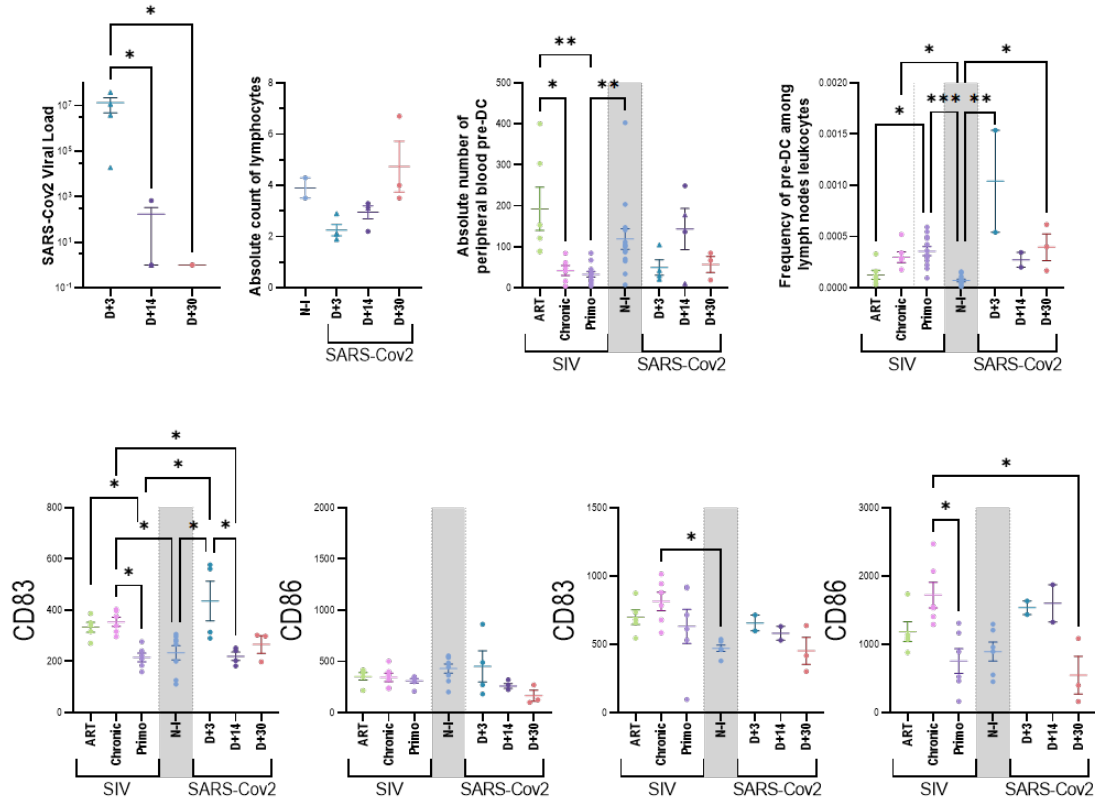 *
*
SARS-Cov2 Viral Load
10^7
10^5
10^3
10^1
10^-1
D+3
D+14
D+30
Absolute count of lymphocytes
8
6
4
2
0
N-I
D+3
D+14
D+30
SARS-Cov2
**
*
**
Absolute number of
peripheral blood pre-DC
500
400
300
200
100
0
ART
Chronic
Primo
N-I
D+3
D+14
D+30
SIV
SARS-Cov2
*
*
*
***
**
Frequency of pre-DC among
lymph nodes leukocytes
0.0020
0.0015
0.0010
0.0005
0.0000
ART
Chronic
Primo
N-I
D+3
D+14
D+30
SIV
SARS-Cov2
*
*
*
*
*
*
*
CD83
800
600
400
200
0
ART
Chronic
Primo
N-I
D+3
D+14
D+30
SIV
SARS-Cov2
CD86
2000
1500
1000
500
0
ART
Chronic
Primo
N-I
D+3
D+14
D+30
SIV
SARS-Cov2
*
CD83
1500
1000
500
0
ART
Chronic
Primo
N-I
D+3
D+14
D+30
SIV
SARS-Cov2
*
*
CD86
3000
2000
1000
0
ART
Chronic
Primo
N-I
D+3
D+14
D+30
SIV
SARS-Cov2